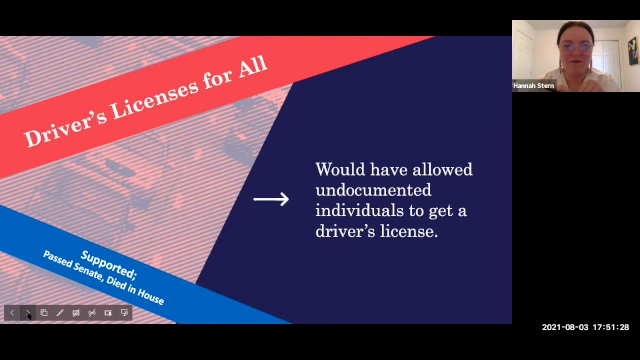 Driver's Licenses for All
Would have allowed
undocumented
individuals to get a
driver's license.
Supported;
Passed Senate, Died in House
Hannah Stern
2021-08-03 17:51:28